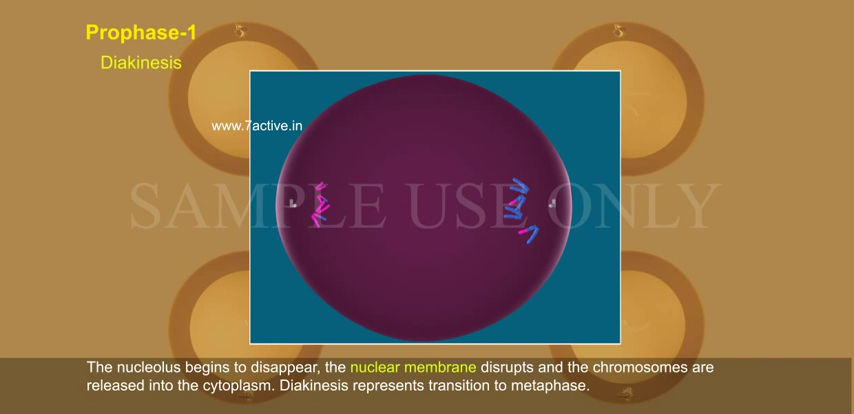 Prophase-1
Diakinesis
www.7active.in
SAMPLE USE ONLY
The nucleolus begins to disappear, the nuclear membrane disrupts and the chromosomes are
released into the cytoplasm. Diakinesis represents transition to metaphase.